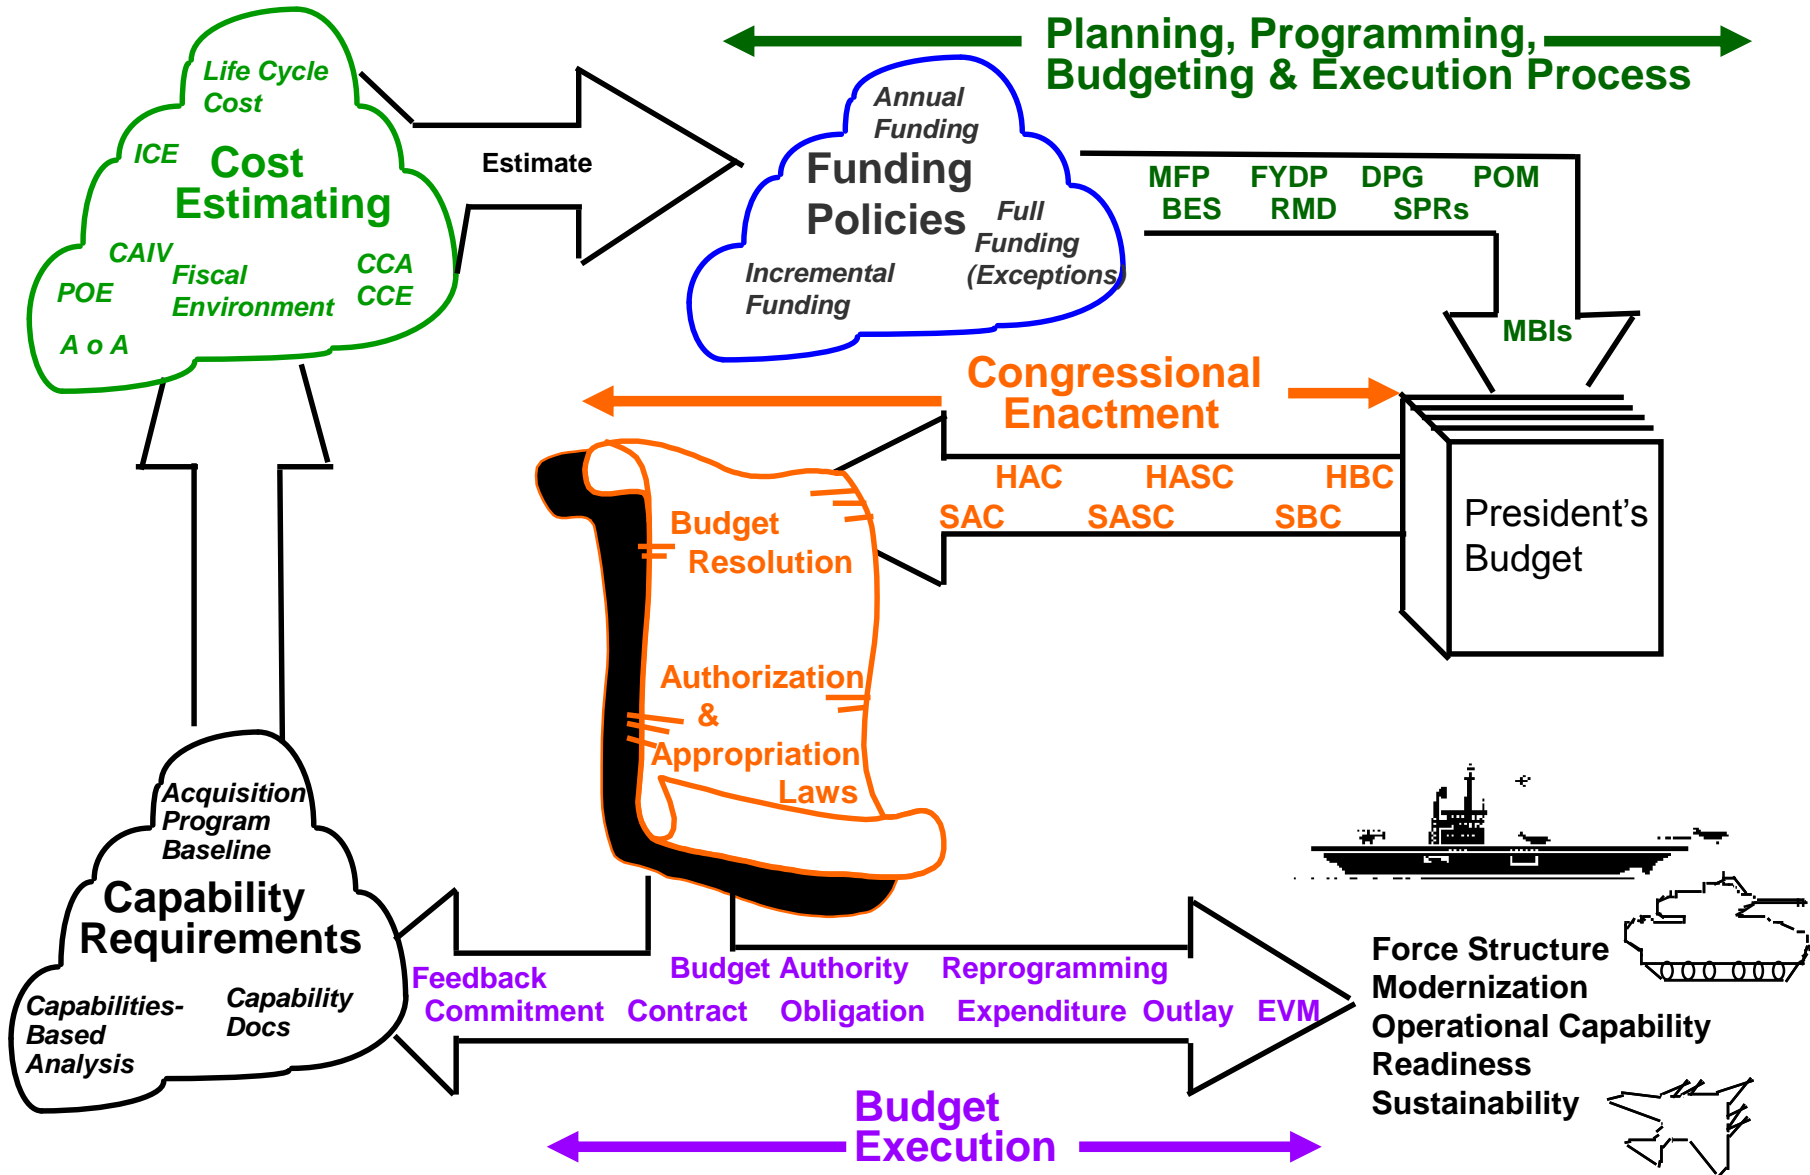 Planning, Programming,
Budgeting & Execution Process
Life Cycle
Cost
ICE
Cost
Estimating
CAIV
POE
Fiscal
Environment
CCA
CCE
A o A
Estimate
Annual
Funding
Funding
Policies
Full
Funding
(Exceptions)
Incremental
Funding
MFP FYDP DPG POM
BES RMD SPRs
MBIs
Congressional
Enactment
HAC HASC HBC
SAC SASC SBC
President's
Budget
Budget
Resolution
Authorization
&
Appropriation
Laws
Acquisition
Program
Baseline
Capability
Requirements
Capabilities-
Based
Analysis
Capability
Docs
Feedback Budget Authority Reprogramming
Commitment Contract Obligation Expenditure Outlay EVM
Force Structure
Modernization
Operational Capability
Readiness
Sustainability
Budget
Execution